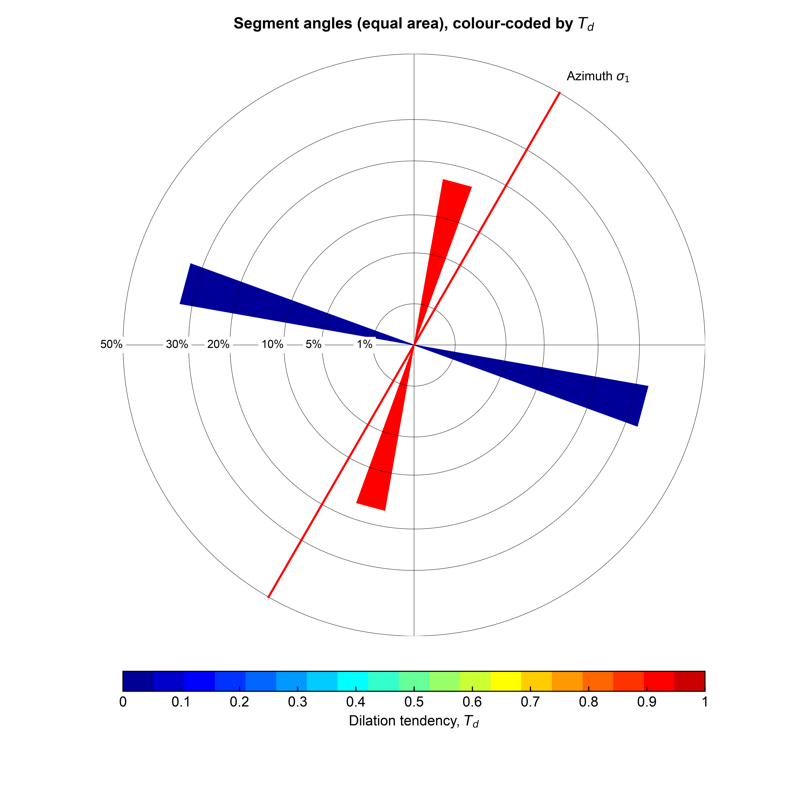 Segment angles (equal area), colour-coded by T_d
Azimuth σ₁
50% 30% 20% 10% 5% 1%
0 0.1 0.2 0.3 0.4 0.5 0.6 0.7 0.8 0.9 1
Dilation tendency, T_d